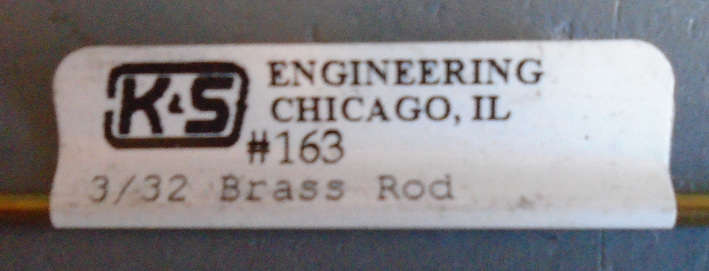 K&S ENGINEERING
CHICAGO, IL
#163
3/32 Brass Rod